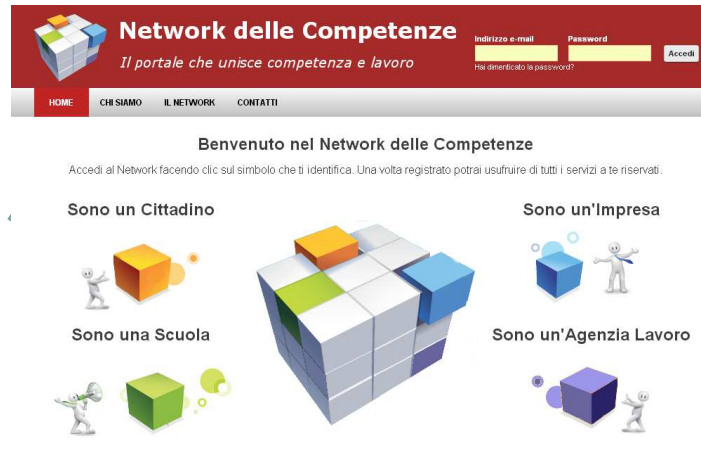 Network delle Competenze
Il portale che unisce competenza e lavoro
Indirizzo e-mail
Password
Accedi
Hai dimenticato la password?
HOME
CHI SIAMO
IL NETWORK
CONTATTI
Benvenuto nel Network delle Competenze
Accedi al Network facendo clic sul simbolo che ti identifica. Una volta registrato potrai usufruire di tutti i servizi a te riservati.
Sono un Cittadino
Sono un'Impresa
Sono una Scuola
Sono un'Agenzia Lavoro